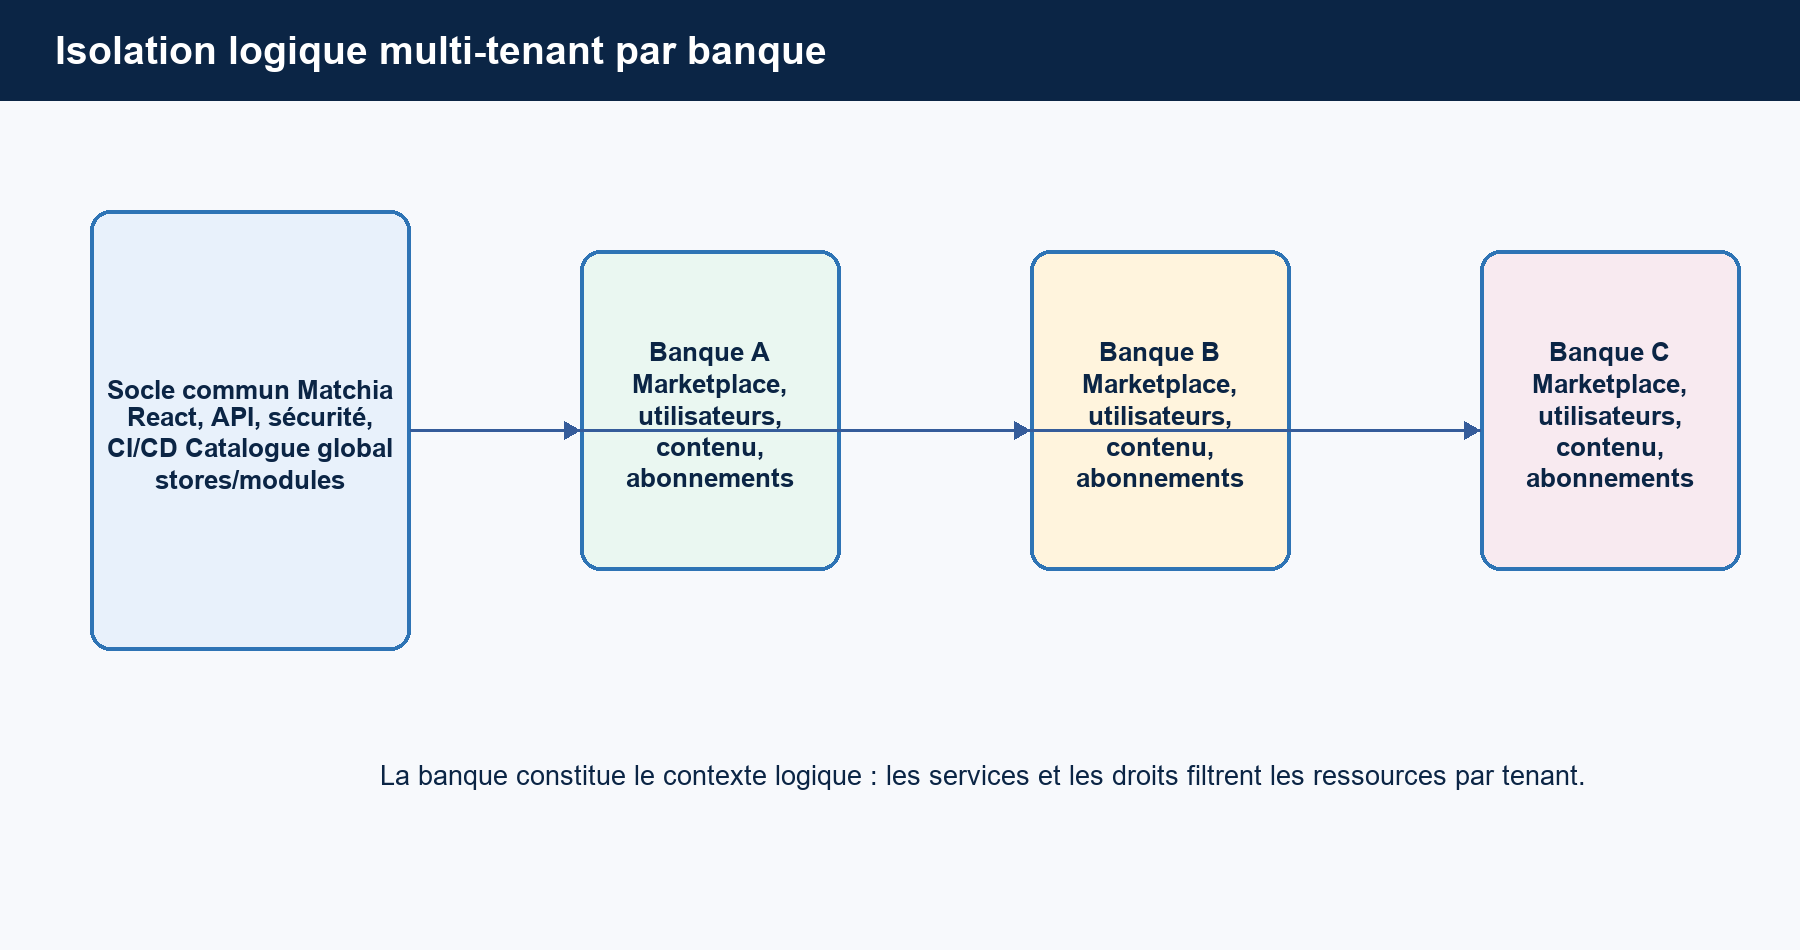 Isolation logique multi-tenant par banque
Socle commun Matchia
React, API, sécurité,
CI/CD Catalogue global
stores/modules
Banque A
Marketplace,
utilisateurs,
contenu,
abonnements
Banque B
Marketplace,
utilisateurs,
contenu,
abonnements
Banque C
Marketplace,
utilisateurs,
contenu,
abonnements
La banque constitue le contexte logique : les services et les droits filtrent les ressources par tenant.